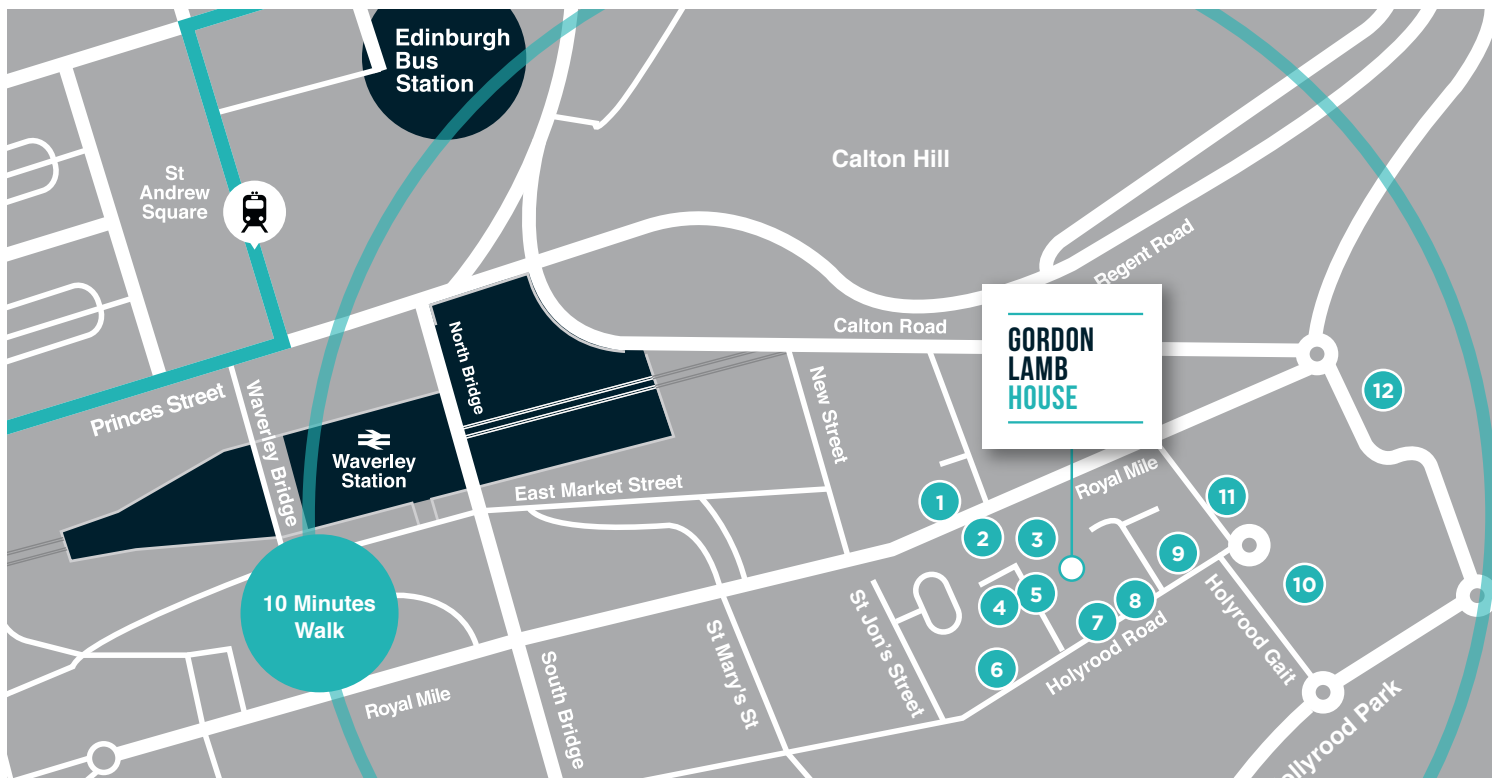 Edinburgh
Bus
Station
St
Andrew
Square
Calton Hill
Regent Road
Calton Road
GORDON
LAMB
HOUSE
North Bridge
Princes Street
Waverley Bridge
Waverley
Station
New Street
East Market Street
Royal Mile
12
11
1
2
3
9
10
4
5
8
7
6
10 Minutes
Walk
St Jon's Street
Holyrood Road
Holyrood Gait
St Mary's St
South Bridge
Royal Mile
ollyrood Park